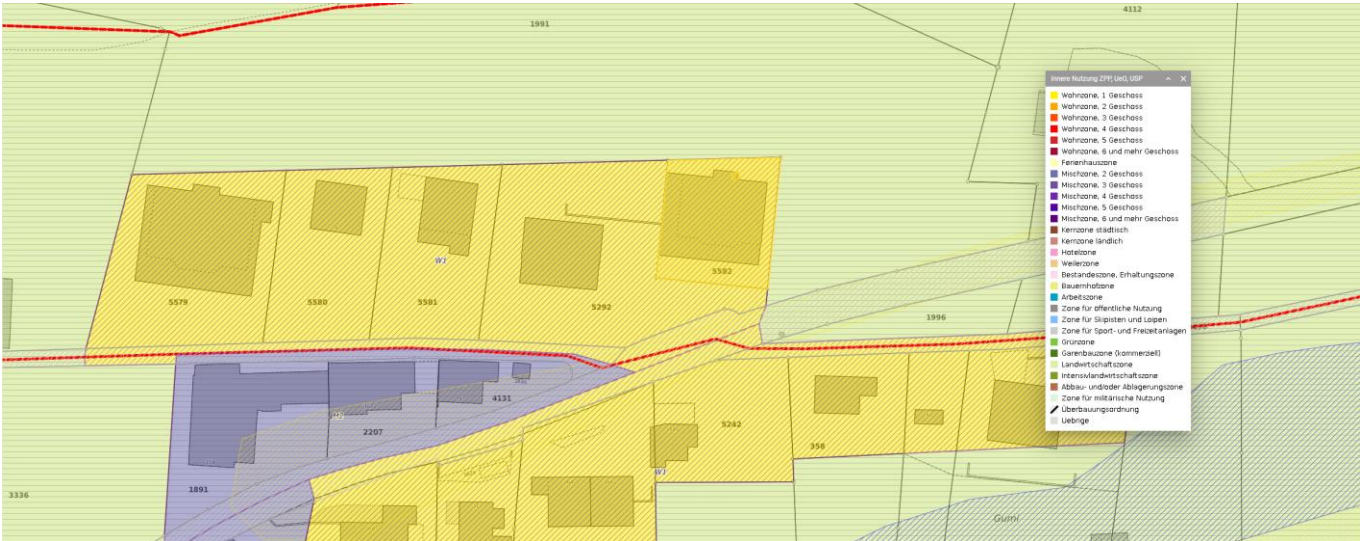 1991
4112
Innere Nutzung ZPP, UeO, USP
Wohnzone, 1 Geschoss
Wohnzone, 2 Geschoss
Wohnzone, 3 Geschoss
Wohnzone, 4 Geschoss
Wohnzone, 5 Geschoss
Wohnzone, 6 und mehr Geschoss
Ferienhauszone
Mischzone, 2 Geschoss
Mischzone, 3 Geschoss
Mischzone, 4 Geschoss
Mischzone, 5 Geschoss
Mischzone, 6 und mehr Geschoss
Kernzone städtisch
Kernzone ländlich
Hotelzone
Weilerzone
Bestandeszone, Erhaltungszone
Bauernhofzone
Arbeitszone
Zone für öffentliche Nutzung
Zone für Skipisten und Loipen
Zone für Sport- und Freizeitanlagen
Grünzone
Garenbauzone (kommerziell)
Landwirtschaftszone
Intensivlandwirtschaftszone
Abbau- und/oder Ablagerungszone
Zone für militärische Nutzung
Überbauungsordnung
Uebrige
W1
5582
5579
5580
5581
5292
1996
4131
2207
5242
358
W1
1891
3336
Gumi